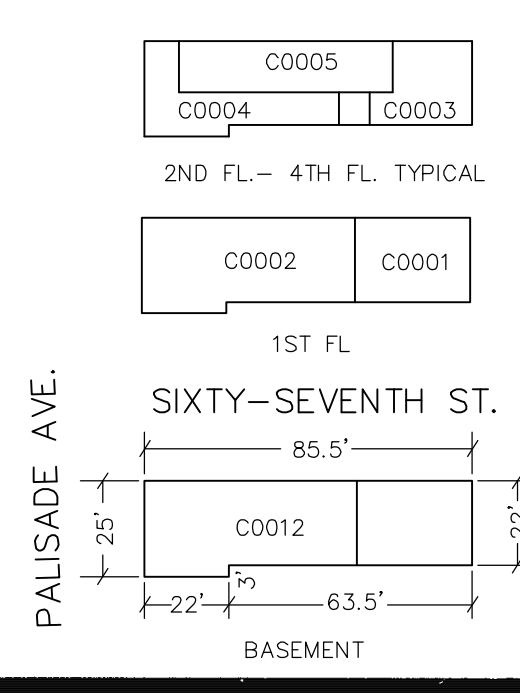 C0005
C0004
C0003
2ND FL.- 4TH FL. TYPICAL
C0002
C0001
1ST FL
PALISADE AVE.
SIXTY-SEVENTH ST.
85.5'
25'
C0012
22'
3'
22'
63.5'
BASEMENT